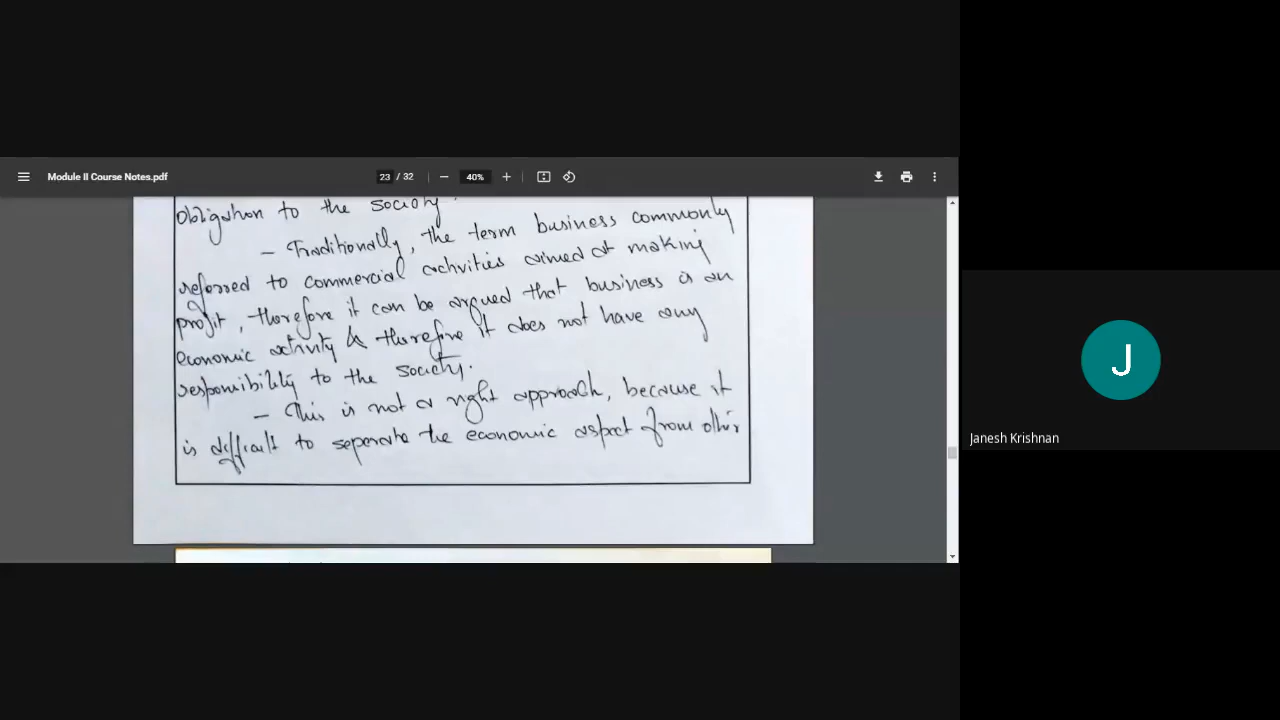 Module II Course Notes.pdf
23 / 32
40%
obligation to the society.
- Traditionally, the term business commonly
referred to commercial activities aimed at making
profit, therefore it can be argued that business is an
economic activity & therefore it does not have any
responsibility to the society.
- This is not a right approach, because it
is difficult to seperate the economic aspect from other
J
Janesh Krishnan